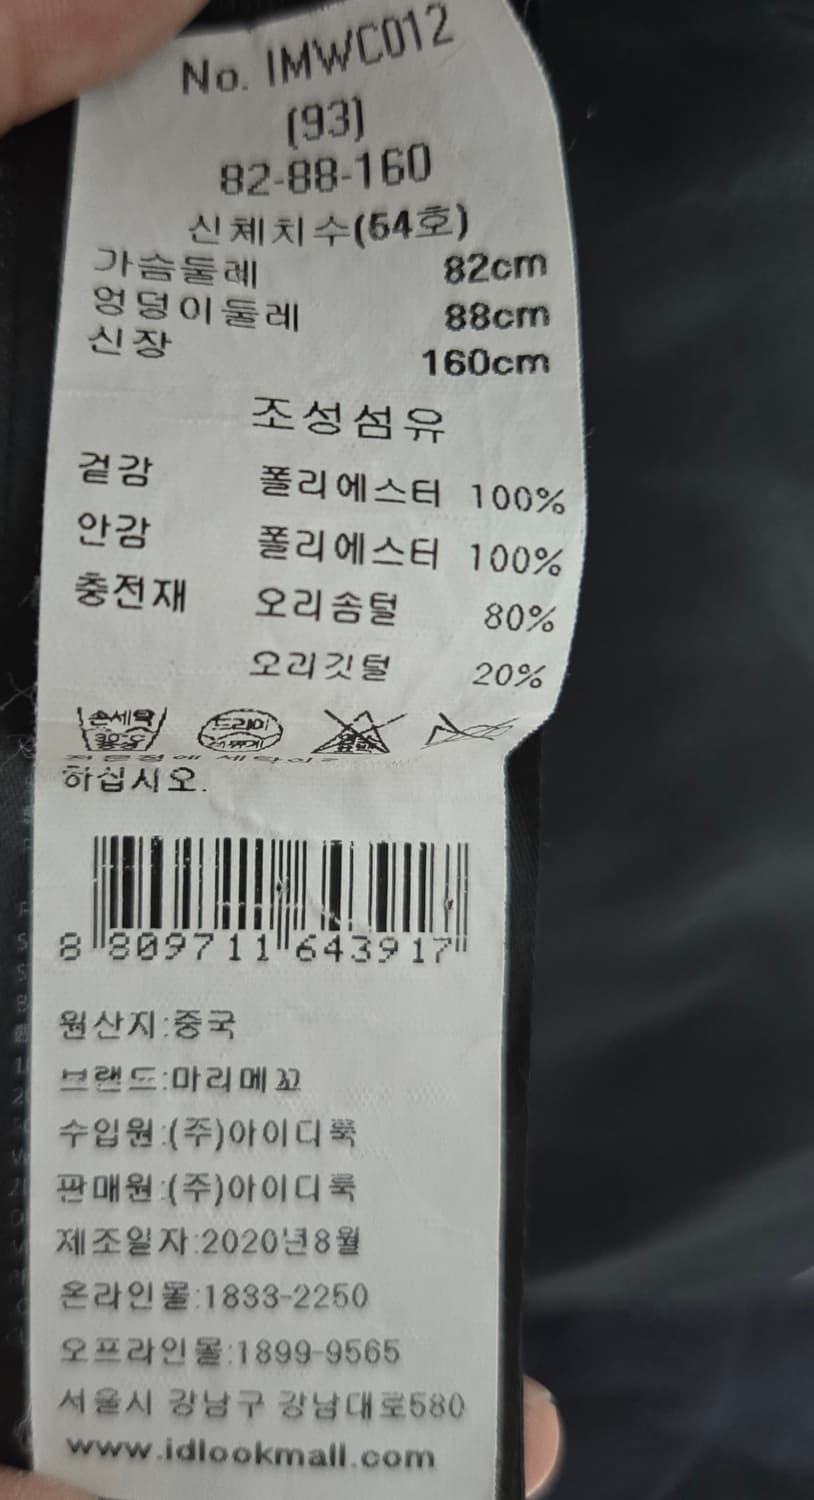 No. IMWC012
(93)
82-88-160
신체치수(54호)
가슴둘레 82cm
엉덩이둘레 88cm
신장 160cm
조성섬유
겉감 폴리에스터 100%
안감 폴리에스터 100%
충전재 오리솜털 80%
오리깃털 20%
손세탁 드라이
하십시오.
8 809711 643917
원산지:중국
브랜드:마리메꼬
수입원:(주)아이디룩
판매원:(주)아이디룩
제조일자:2020년8월
온라인몰:1833-2250
오프라인몰:1899-9565
서울시 강남구 강남대로580
www.idlookmall.com